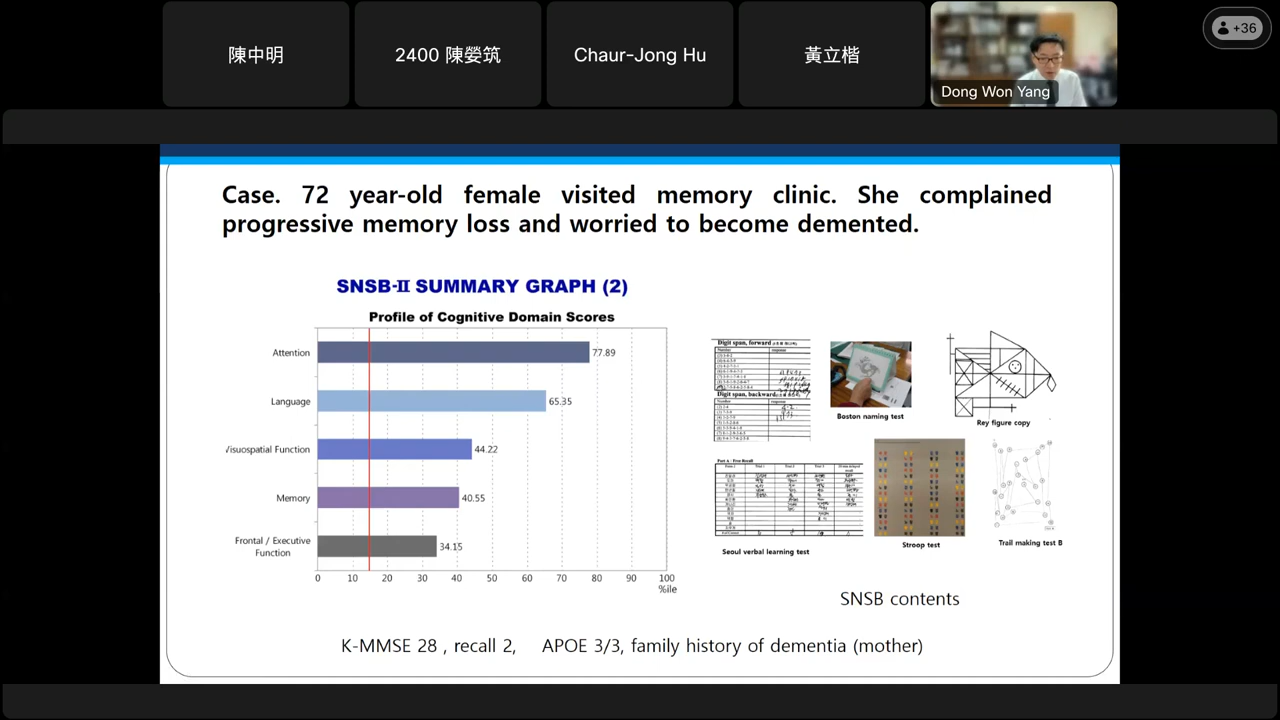 陳中明
2400 陳嫈筑
Chaur-Jong Hu
黃立楷
Dong Won Yang
+36
Case. 72 year-old female visited memory clinic. She complained
progressive memory loss and worried to become demented.
SNSB-II SUMMARY GRAPH (2)
Profile of Cognitive Domain Scores
Attention
77.89
Language
65.35
Visuospatial Function
44.22
Memory
40.55
Frontal / Executive
Function
34.15
0 10 20 30 40 50 60 70 80 90 100
%ile
Digit span, forward
Digit span, backward
Boston naming test
Rey figure copy
Seoul verbal learning test
Stroop test
Trail making test B
SNSB contents
K-MMSE 28 , recall 2, APOE 3/3, family history of dementia (mother)